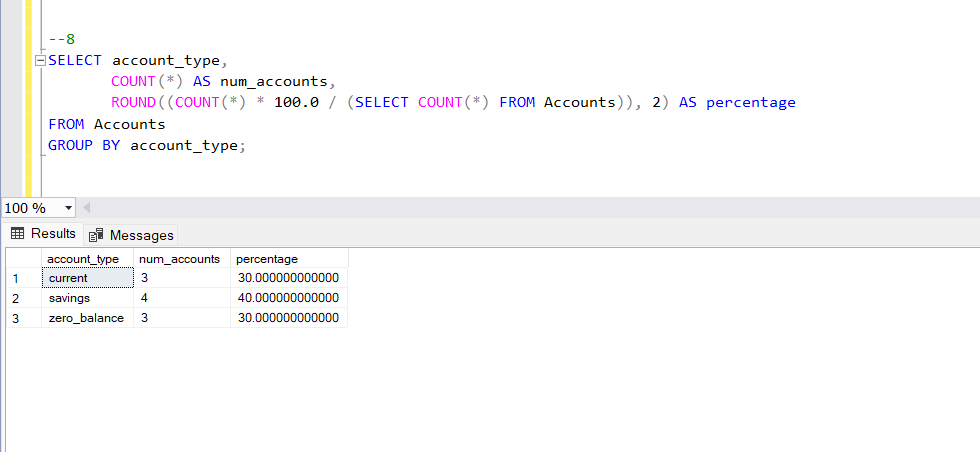 --8
SELECT account_type,
COUNT(*) AS num_accounts,
ROUND((COUNT(*) * 100.0 / (SELECT COUNT(*) FROM Accounts)), 2) AS percentage
FROM Accounts
GROUP BY account_type;
100 %
Results Messages
account_type num_accounts percentage
1 current 3 30.000000000000
2 savings 4 40.000000000000
3 zero_balance 3 30.000000000000